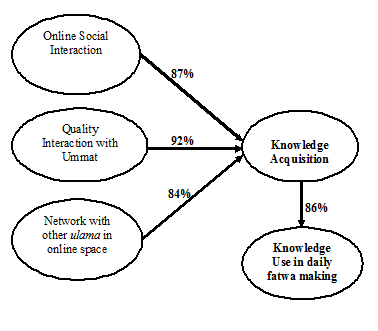 Online Social
Interaction
87%
Quality
Interaction with
Ummat
92%
Knowledge
Acquisition
84%
Network with
other ulama in
online space
86%
Knowledge
Use in daily
fatwa making